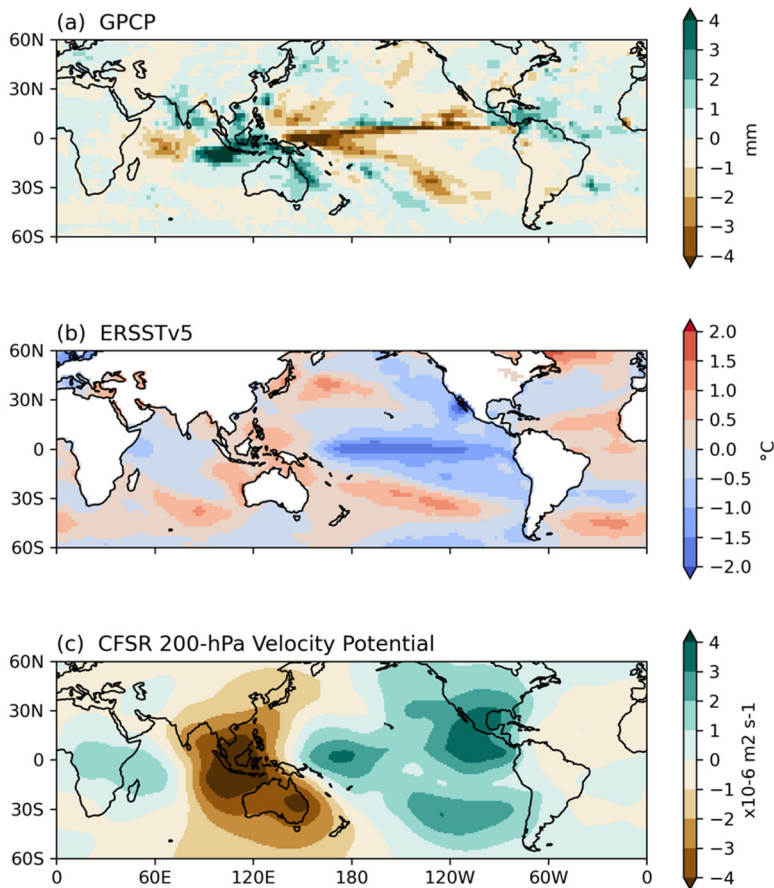 (a) GPCP
60N
30N
0
30S
60S
4
3
2
1
0
−1
−2
−3
−4
mm
(b) ERSSTv5
60N
30N
0
30S
60S
2.0
1.5
1.0
0.5
0.0
−0.5
−1.0
−1.5
−2.0
°C
(c) CFSR 200-hPa Velocity Potential
60N
30N
0
30S
60S
0 60E 120E 180 120W 60W 0
4
3
2
1
0
−1
−2
−3
−4
x10-6 m2 s-1